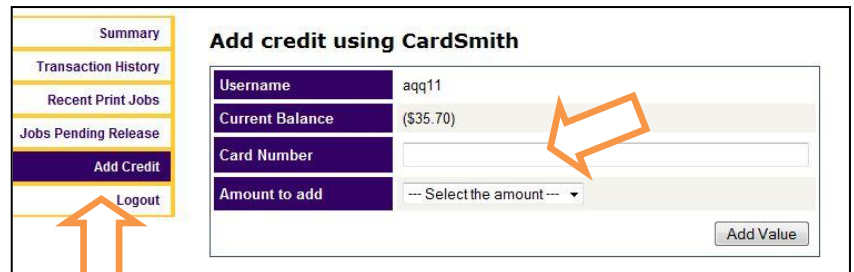 Summary
Transaction History
Recent Print Jobs
Jobs Pending Release
Add Credit
Logout
Add credit using CardSmith
Username aqq11
Current Balance ($35.70)
Card Number
Amount to add --- Select the amount ---
Add Value